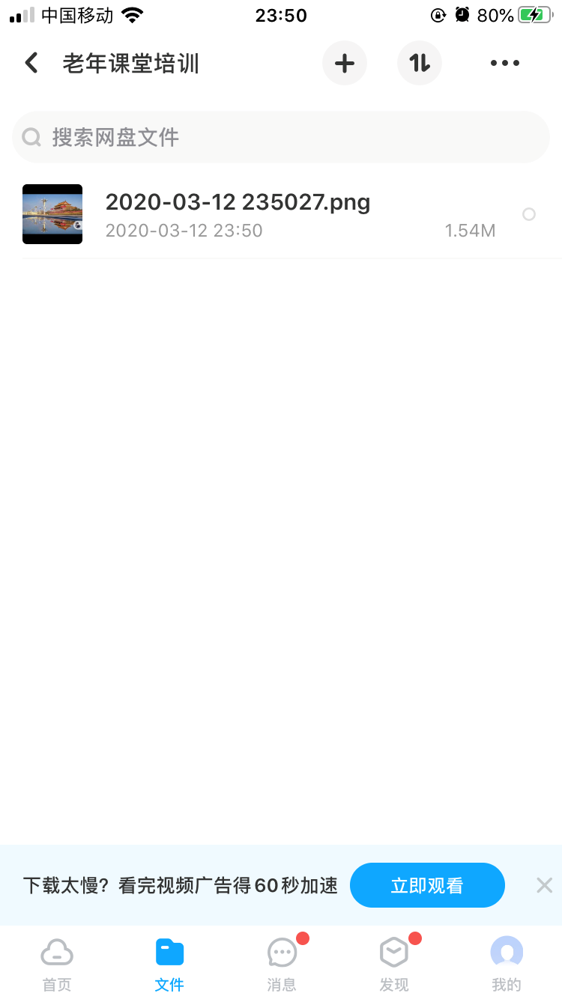 中国移动
23:50
80%
老年课堂培训
搜索网盘文件
2020-03-12 235027.png
2020-03-12 23:50
1.54M
下载太慢？看完视频广告得60秒加速
立即观看
首页
文件
消息
发现
我的